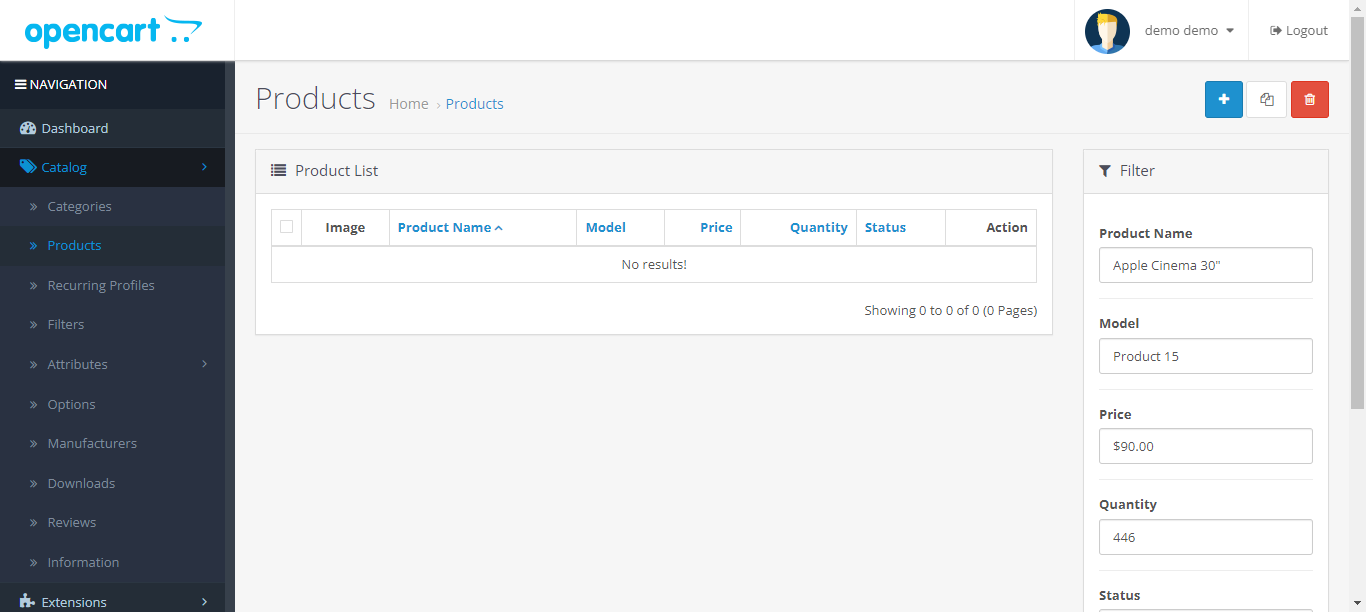 opencart
demo demo
Logout
NAVIGATION
Dashboard
Catalog
Categories
Products
Recurring Profiles
Filters
Attributes
Options
Manufacturers
Downloads
Reviews
Information
Extensions
Products
Home › Products
Product List
Image Product Name Model Price Quantity Status Action
No results!
Showing 0 to 0 of 0 (0 Pages)
Filter
Product Name
Apple Cinema 30"
Model
Product 15
Price
$90.00
Quantity
446
Status